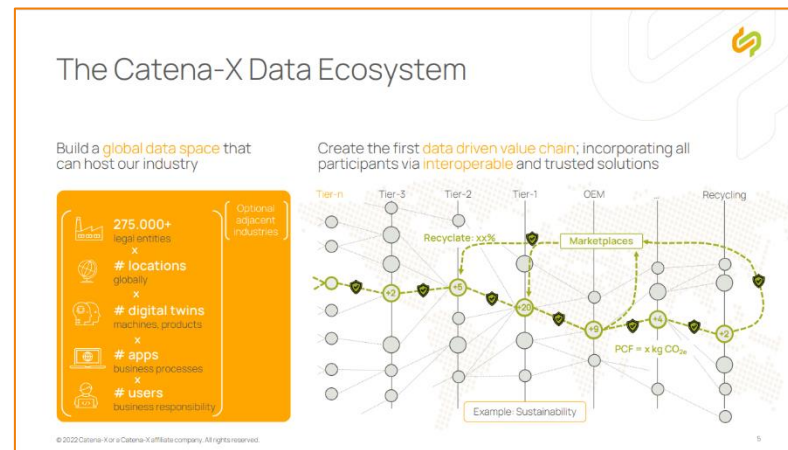 The Catena-X Data Ecosystem
Build a global data space that
can host our industry
275.000+
legal entities
x
# locations
globally
x
# digital twins
machines, products
x
# apps
business processes
x
# users
business responsibility
Optional
adjacent
industries
Create the first data driven value chain; incorporating all
participants via interoperable and trusted solutions
Tier-n
Tier-3
Tier-2
Tier-1
OEM
...
Recycling
Recyclate: xx%
Marketplaces
+2
+5
+20
+9
+4
+2
PCF = x kg CO2e
Example: Sustainability
© 2022 Catena-X or a Catena-X affiliate company. All rights reserved.
5